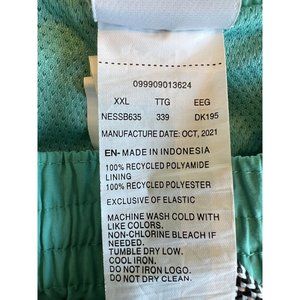 099909013624
XXL TTG EEG
NESSB635 339 DK195
MANUFACTURE DATE: OCT, 2021
EN- MADE IN INDONESIA
100% RECYCLED POLYAMIDE
LINING
100% RECYCLED POLYESTER
EXCLUSIVE OF ELASTIC
MACHINE WASH COLD WITH
LIKE COLORS.
NON-CHLORINE BLEACH IF
NEEDED.
TUMBLE DRY LOW.
COOL IRON.
DO NOT IRON LOGO.
DO NOT DRY CLEAN.